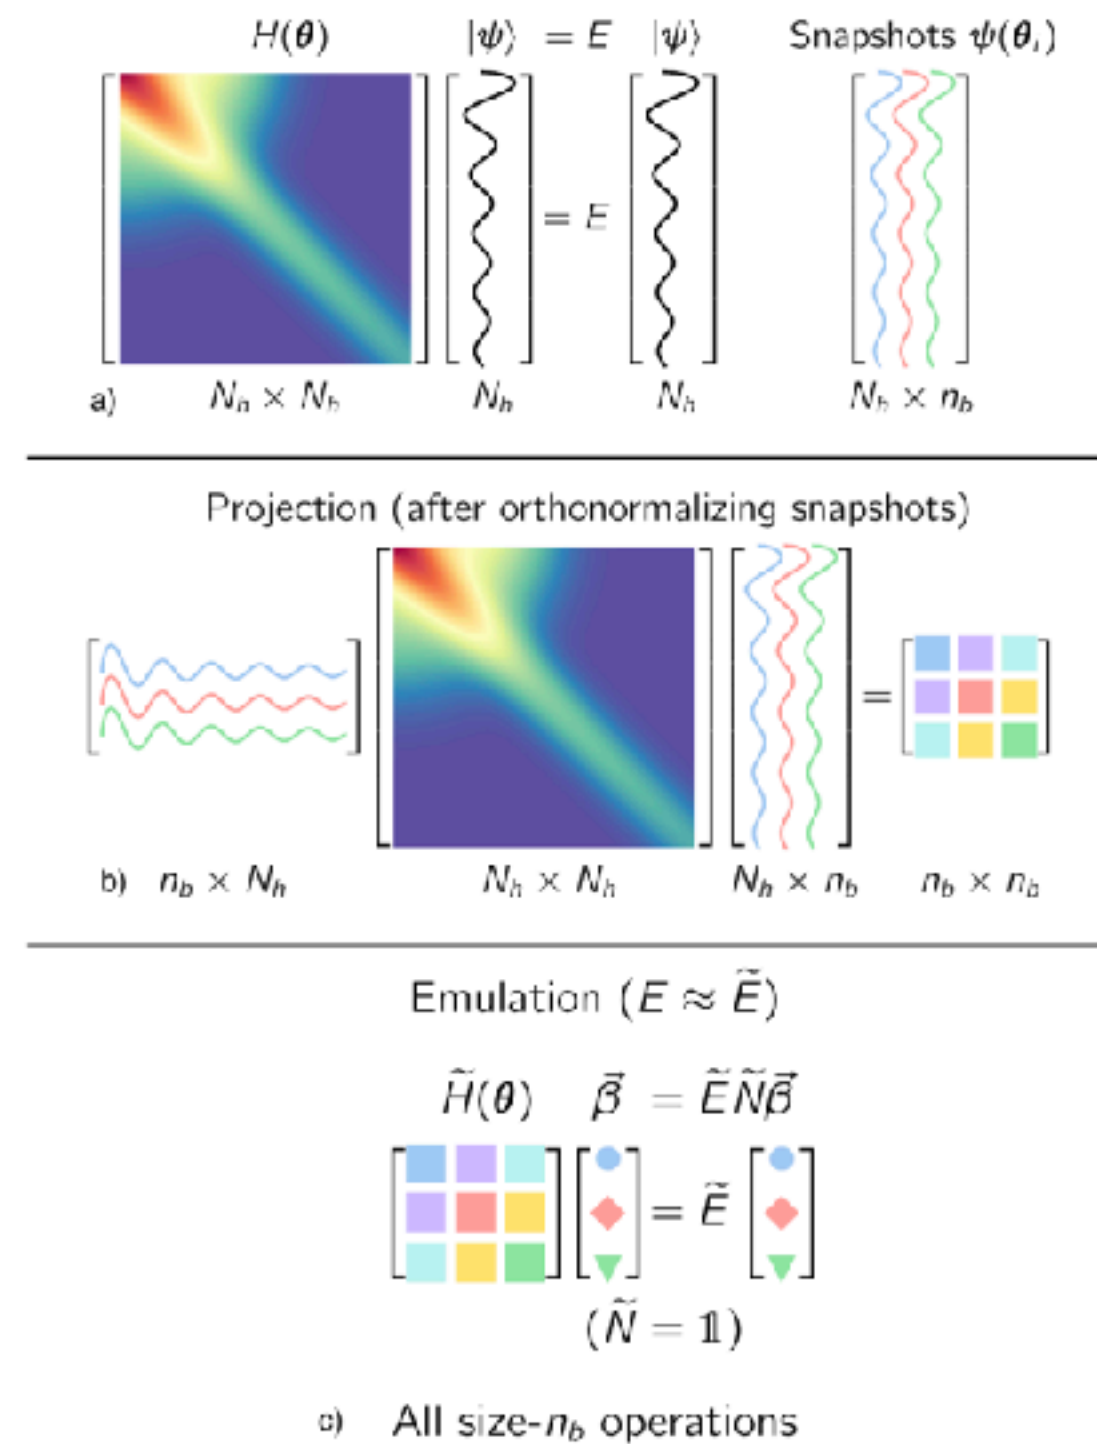 H(θ) |ψ⟩ = E |ψ⟩ Snapshots ψ(θᵢ)
= E
a) Nₕ × Nₕ Nₕ Nₕ Nₕ × n_b
Projection (after orthonormalizing snapshots)
=
b) n_b × Nₕ Nₕ × Nₕ Nₕ × n_b n_b × n_b
Emulation (E ≈ Ẽ)
H̃(θ) β⃗ = ẼÑβ⃗
= Ẽ
(Ñ = 𝟙)
c) All size-n_b operations